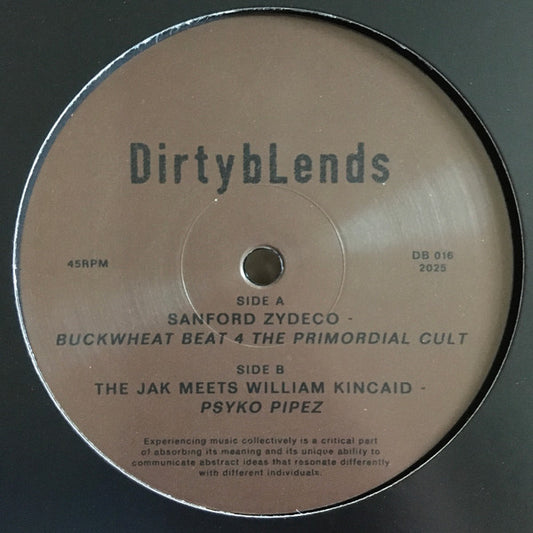 DirtybLends
45RPM
DB 016
2025
SIDE A
SANFORD ZYDECO -
BUCKWHEAT BEAT 4 THE PRIMORDIAL CULT
SIDE B
THE JAK MEETS WILLIAM KINCAID -
PSYKO PIPEZ
Experiencing music collectively is a critical part
of absorbing its meaning and its unique ability to
communicate abstract ideas that resonate differently
with different individuals.